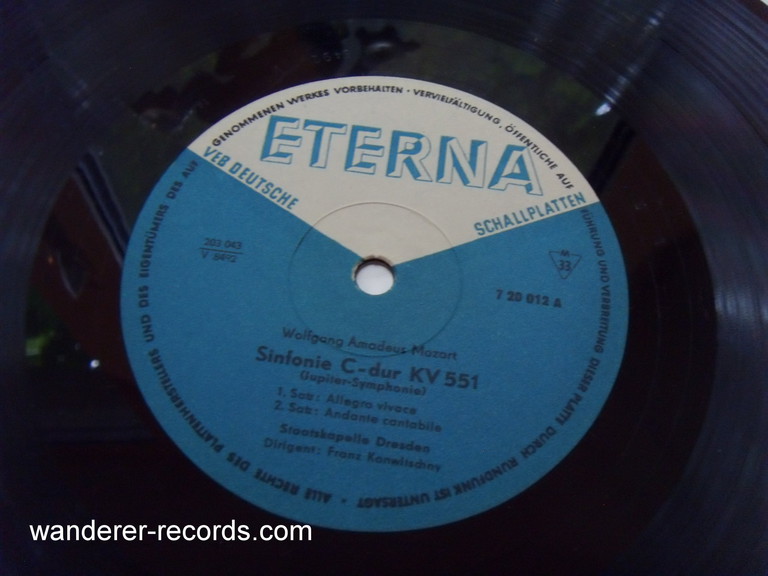 GENOMMENEN WERKES VORBEHALTEN · VERVIELFÄLTIGUNG, ÖFFENTLICHE AUF
FÜHRUNG UND VERBREITUNG DIESER PLATTE DURCH RUNDFUNK IST UNTERSAGT · ALLE RECHTE DES PLATTENHERSTELLERS UND DES EIGENTÜMERS DES AUF
ETERNA
VEB DEUTSCHE
SCHALLPLATTEN
203 043
V 8492
M
33
7 20 012 A
Wolfgang Amadeus Mozart
Sinfonie C-dur KV 551
(Jupiter-Symphonie)
1. Satz: Allegro vivace
2. Satz: Andante cantabile
Staatskapelle Dresden
Dirigent: Franz Konwitschny
wanderer-records.com